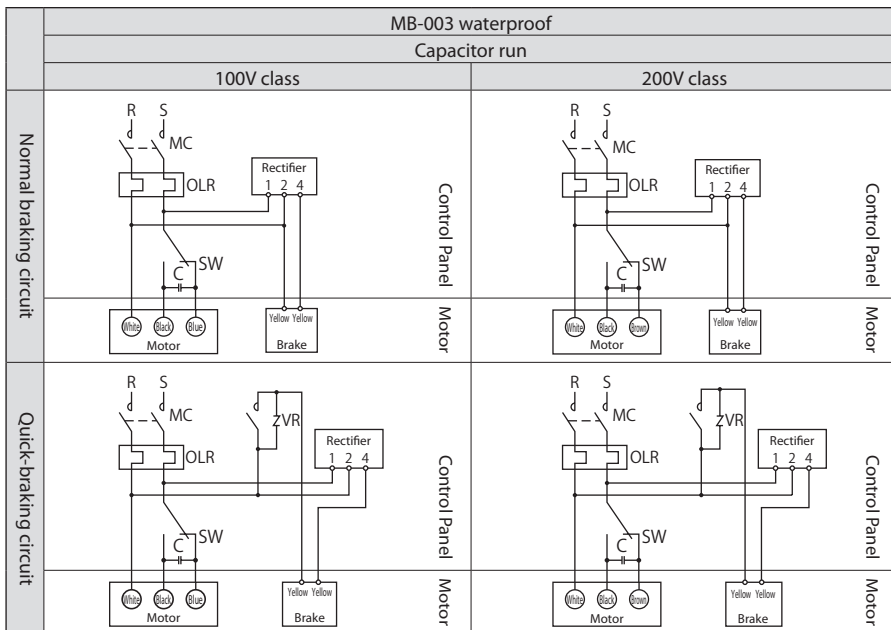 MB-003 waterproof
Capacitor run
100V class
200V class
Normal braking circuit
R S
MC
OLR
Rectifier
1 2 4
SW
C
Control Panel
White Black Blue
Motor
Yellow Yellow
Brake
Motor
R S
MC
OLR
Rectifier
1 2 4
SW
C
Control Panel
White Black Brown
Motor
Yellow Yellow
Brake
Motor
Quick-braking circuit
R S
MC
VR
OLR
Rectifier
1 2 4
SW
C
Control Panel
White Black Blue
Motor
Yellow Yellow
Brake
Motor
R S
MC
VR
OLR
Rectifier
1 2 4
SW
C
Control Panel
White Black Brown
Motor
Yellow Yellow
Brake
Motor